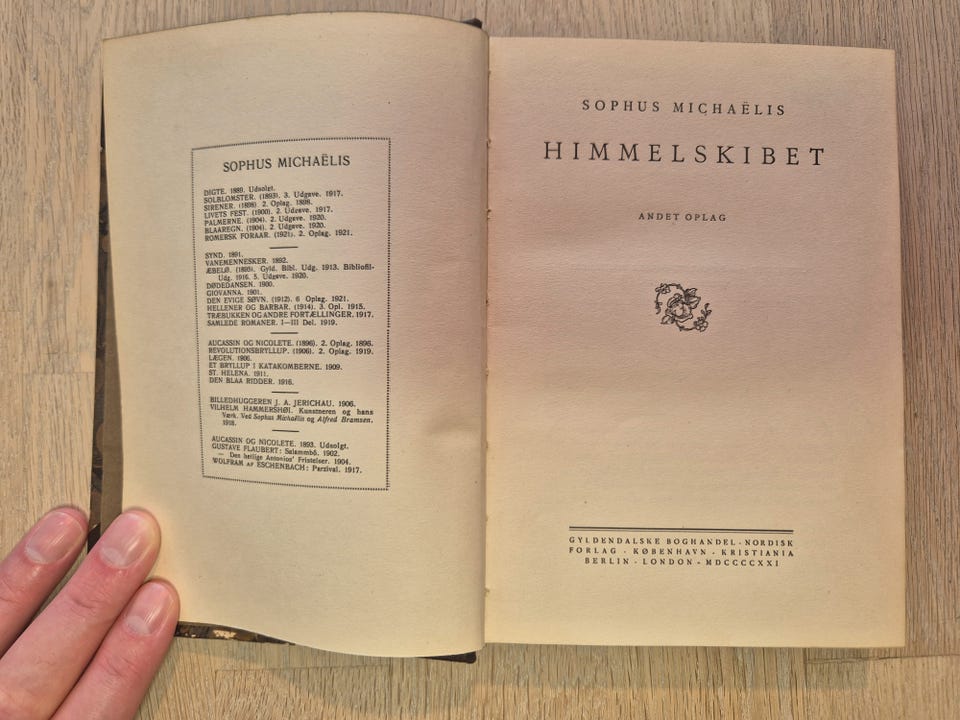 SOPHUS MICHAËLIS
DIGTE. 1889. Udsolgt.
SOLBLOMSTER. (1893). 3. Udgave. 1917.
SIRENER. (1898). 2. Oplag. 1898.
LIVETS FEST. (1900). 2. Udgave. 1917.
PALMERNE. (1904). 2. Udgave. 1920.
BLAAREGN. (1904). 2. Udgave. 1920.
ROMERSK FORAAR. (1921). 2. Oplag. 1921.
SYND. 1891.
VANEMENNESKER. 1892.
ÆBELØ. (1895). Gyld. Bibl. Udg. 1913. Bibliofil-
Udg. 1916. 5. Udgave. 1920.
DØDEDANSEN. 1900.
GIOVANNA. 1901.
DEN EVIGE SØVN. (1912). 6 Oplag. 1921.
HELLENER OG BARBAR. (1914). 3. Opl. 1915.
TRÆBUKKEN OG ANDRE FORTÆLLINGER. 1917.
SAMLEDE ROMANER. I—III Del. 1919.
AUCASSIN OG NICOLETE. (1896). 2. Oplag. 1898.
REVOLUTIONSBRYLLUP. (1906). 2. Oplag. 1919.
LÆGEN. 1906.
ET BRYLLUP I KATAKOMBERNE. 1909.
ST. HELENA. 1911.
DEN BLAA RIDDER. 1916.
BILLEDHUGGEREN J. A. JERICHAU. 1906.
VILHELM HAMMERSHØI. Kunstneren og hans
Værk. Ved Sophus Michaëlis og Alfred Bramsen.
1918.
AUCASSIN OG NICOLETE. 1893. Udsolgt.
GUSTAVE FLAUBERT: Salammbô. 1902.
— Den hellige Antonius' Fristelser. 1904.
WOLFRAM AF ESCHENBACH: Parzival. 1917.
SOPHUS MICHAËLIS
HIMMELSKIBET
ANDET OPLAG
GYLDENDALSKE BOGHANDEL · NORDISK
FORLAG · KØBENHAVN · KRISTIANIA
BERLIN · LONDON · MDCCCCXXI